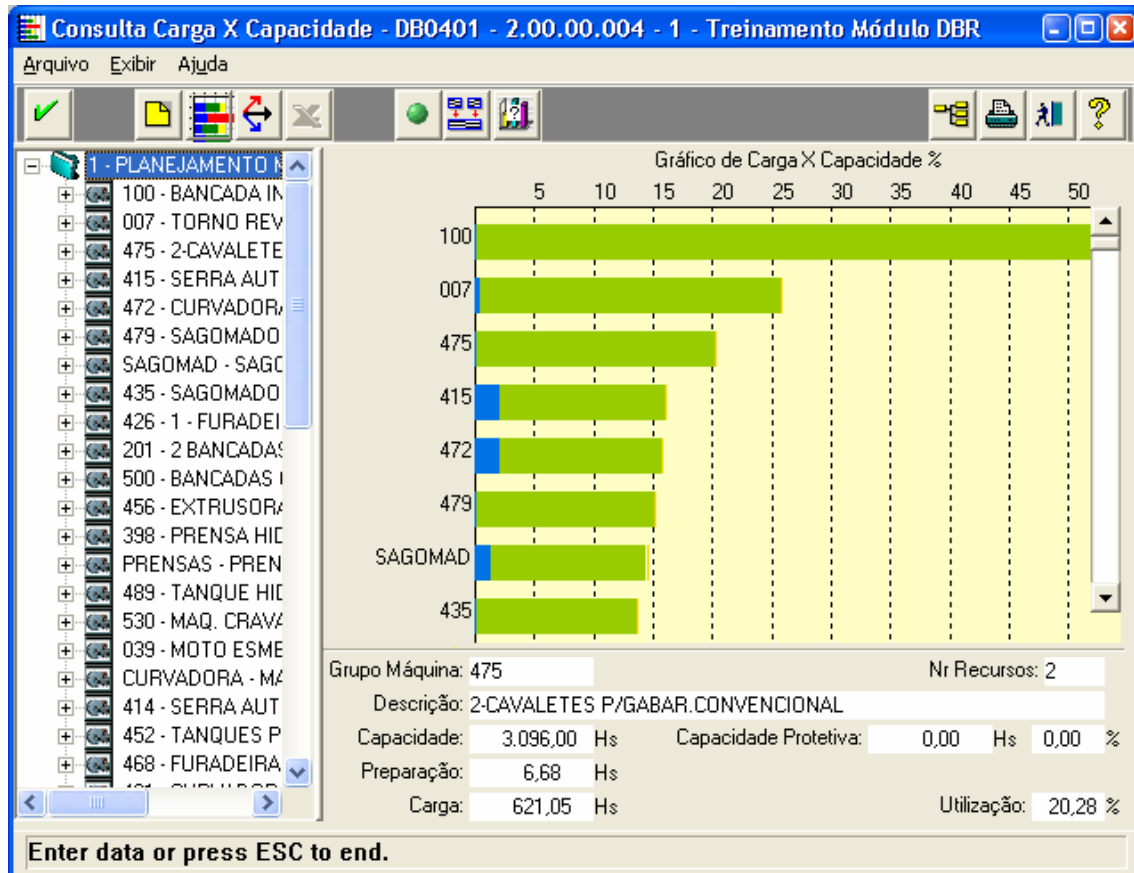 Consulta Carga X Capacidade - DB0401 - 2.00.00.004 - 1 - Treinamento Módulo DBR
Arquivo Exibir Ajuda
1 - PLANEJAMENTO
100 - BANCADA IN
007 - TORNO REV
475 - 2-CAVALETE
415 - SERRA AUT
472 - CURVADOR
479 - SAGOMADO
SAGOMAD - SAGO
435 - SAGOMADO
426 - 1 - FURADEI
201 - 2 BANCADAS
500 - BANCADAS
456 - EXTRUSOR
398 - PRENSA HID
PRENSAS - PREN
489 - TANQUE HID
530 - MAQ. CRAVA
039 - MOTO ESME
CURVADORA - MA
414 - SERRA AUT
452 - TANQUES P
468 - FURADEIRA
Gráfico de Carga X Capacidade %
5 10 15 20 25 30 35 40 45 50
100
007
475
415
472
479
SAGOMAD
435
Grupo Máquina: 475 Nr Recursos: 2
Descrição: 2-CAVALETES P/GABAR.CONVENCIONAL
Capacidade: 3.096,00 Hs Capacidade Protetiva: 0,00 Hs 0,00 %
Preparação: 6,68 Hs
Carga: 621,05 Hs Utilização: 20,28 %
Enter data or press ESC to end.